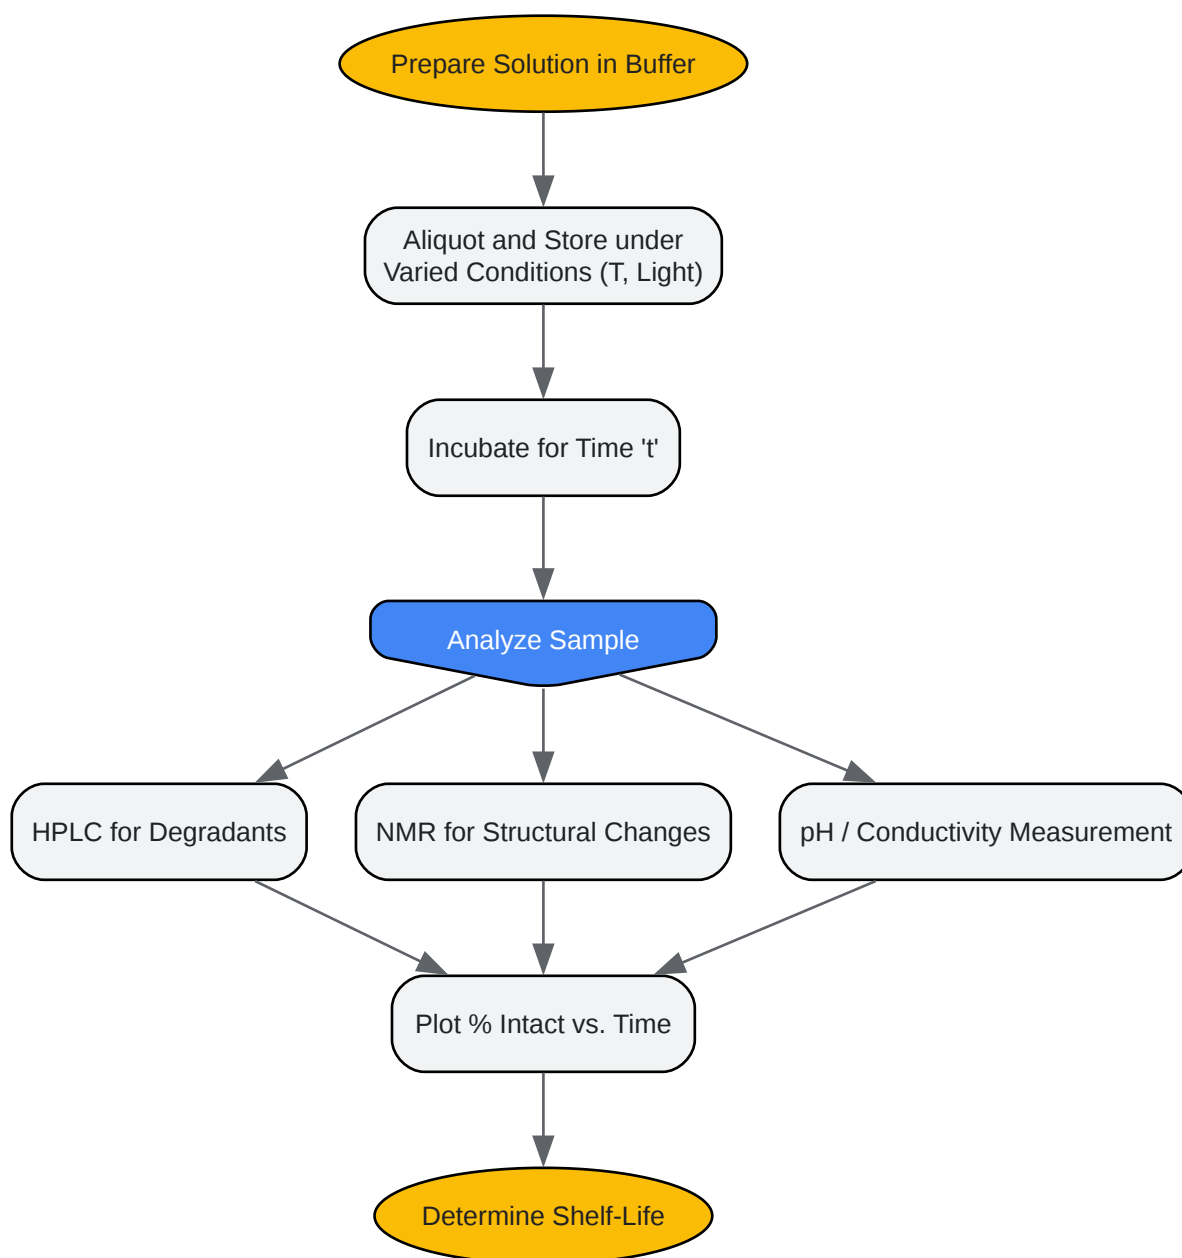 Prepare Solution in Buffer
Aliquot and Store under
Varied Conditions (T, Light)
Incubate for Time 't'
Analyze Sample
HPLC for Degradants
NMR for Structural Changes
pH / Conductivity Measurement
Plot % Intact vs. Time
Determine Shelf-Life